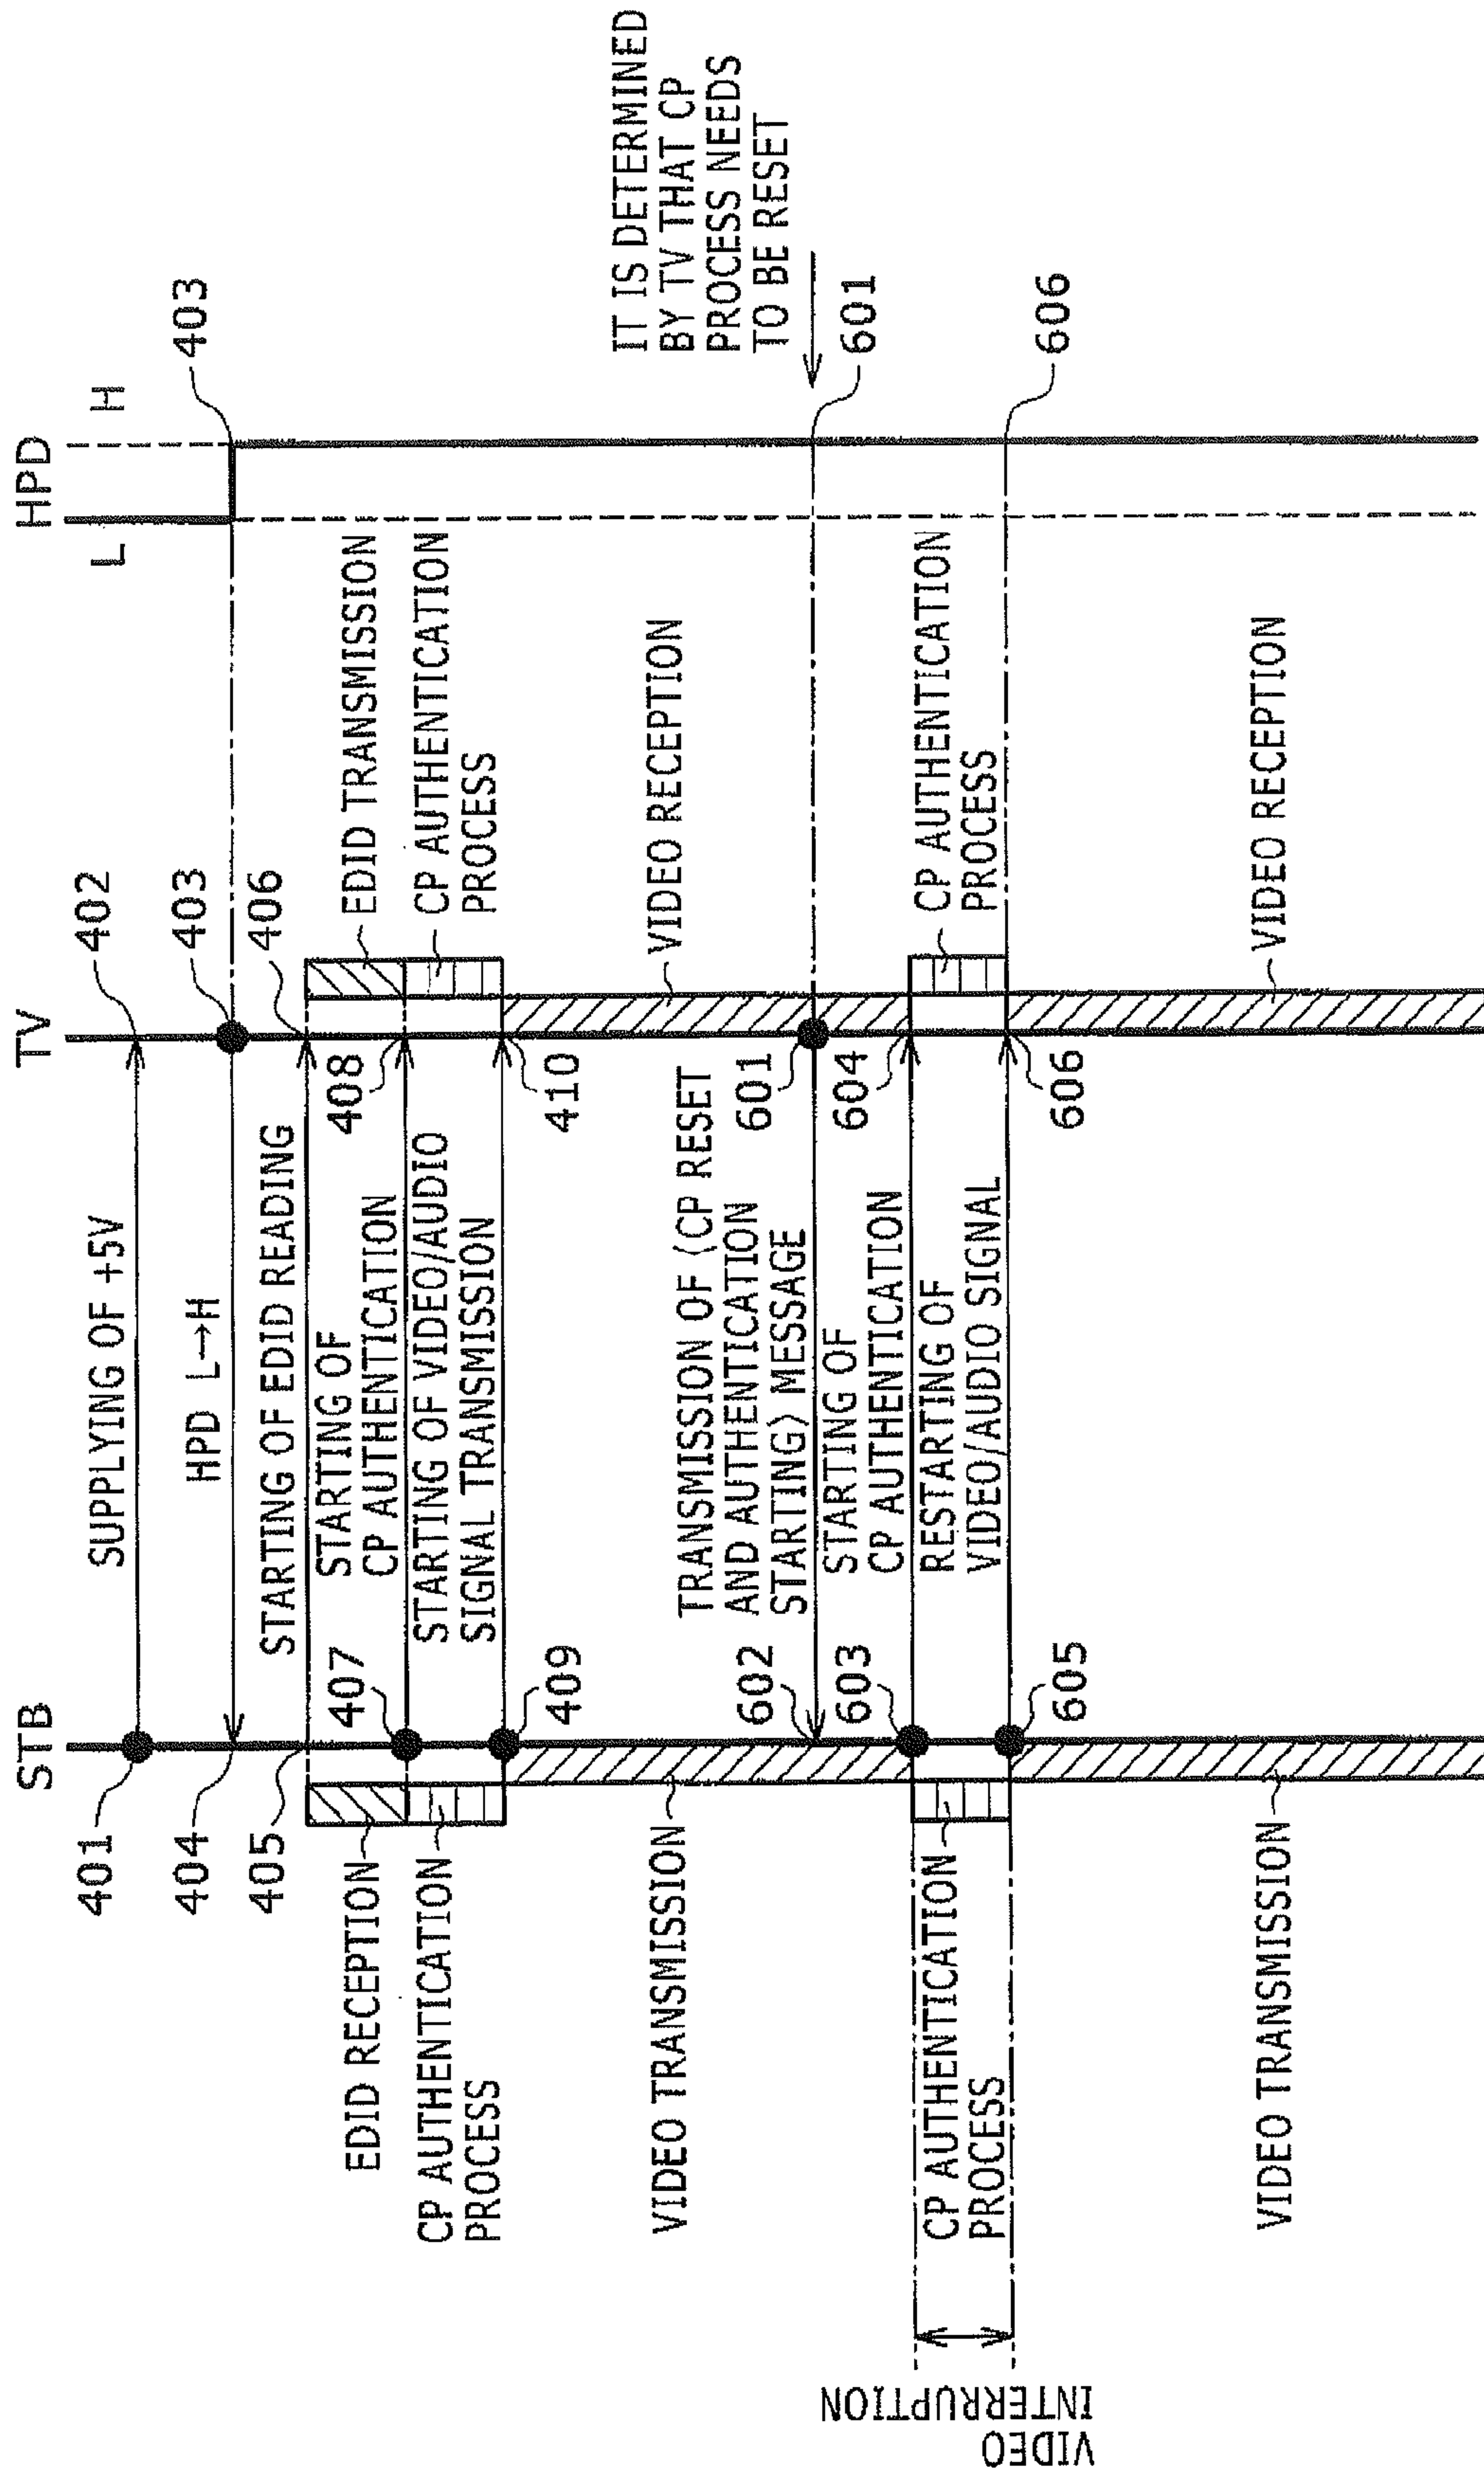 STB
TV
HPD
L
H
401
SUPPLYING OF +5V
402
404
HPD L→H
403
403
405
STARTING OF EDID READING
406
EDID RECEPTION
EDID TRANSMISSION
407
STARTING OF
CP AUTHENTICATION
408
CP AUTHENTICATION
PROCESS
CP AUTHENTICATION
PROCESS
409
STARTING OF VIDEO/AUDIO
SIGNAL TRANSMISSION
410
VIDEO TRANSMISSION
VIDEO RECEPTION
IT IS DETERMINED
BY TV THAT CP
PROCESS NEEDS
TO BE RESET
602
TRANSMISSION OF ⟨CP RESET
AND AUTHENTICATION
STARTING⟩ MESSAGE
601
601
603
STARTING OF
CP AUTHENTICATION
604
CP AUTHENTICATION
PROCESS
CP AUTHENTICATION
PROCESS
605
RESTARTING OF
VIDEO/AUDIO SIGNAL
606
606
VIDEO
INTERRUPTION
VIDEO TRANSMISSION
VIDEO RECEPTION